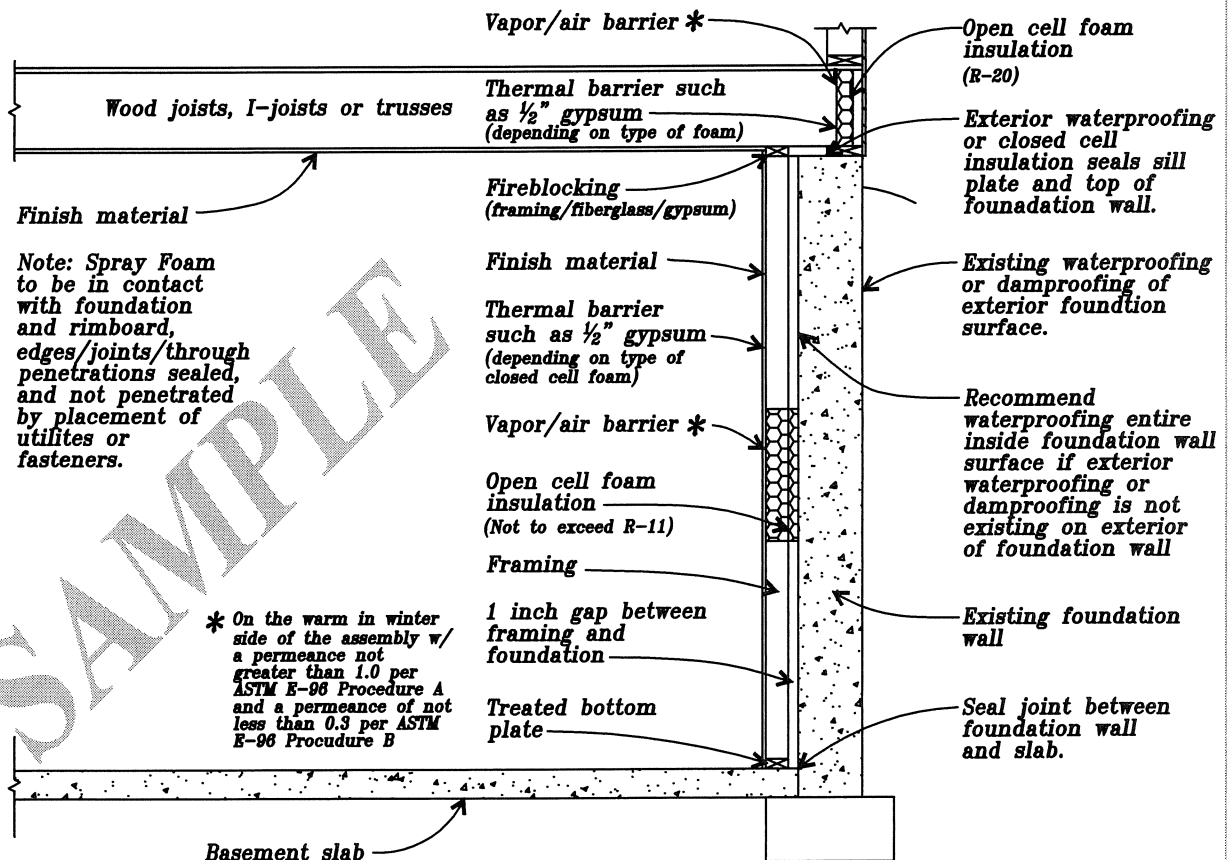 Vapor/air barrier *
Open cell foam
insulation
(R-20)
Wood joists, I-joists or trusses
Thermal barrier such
as ½" gypsum
(depending on type of foam)
Exterior waterproofing
or closed cell
insulation seals sill
plate and top of
founadation wall.
Finish material
Fireblocking
(framing/fiberglass/gypsum)
Note: Spray Foam
to be in contact
with foundation
and rimboard,
edges/joints/through
penetrations sealed,
and not penetrated
by placement of
utilites or
fasteners.
Finish material
Existing waterproofing
or damproofing of
exterior foundtion
surface.
Thermal barrier
such as ½" gypsum
(depending on type of
closed cell foam)
Recommend
waterproofing entire
inside foundation wall
surface if exterior
waterproofing or
damproofing is not
existing on exterior
of foundation wall
Vapor/air barrier *
Open cell foam
insulation
(Not to exceed R-11)
Framing
1 inch gap between
framing and
foundation
Existing foundation
wall
* On the warm in winter
side of the assembly w/
a permeance not
greater than 1.0 per
ASTM E-96 Procedure A
and a permeance of not
less than 0.3 per ASTM
E-96 Procudure B
Treated bottom
plate
Seal joint between
foundation wall
and slab.
Basement slab
SAMPLE